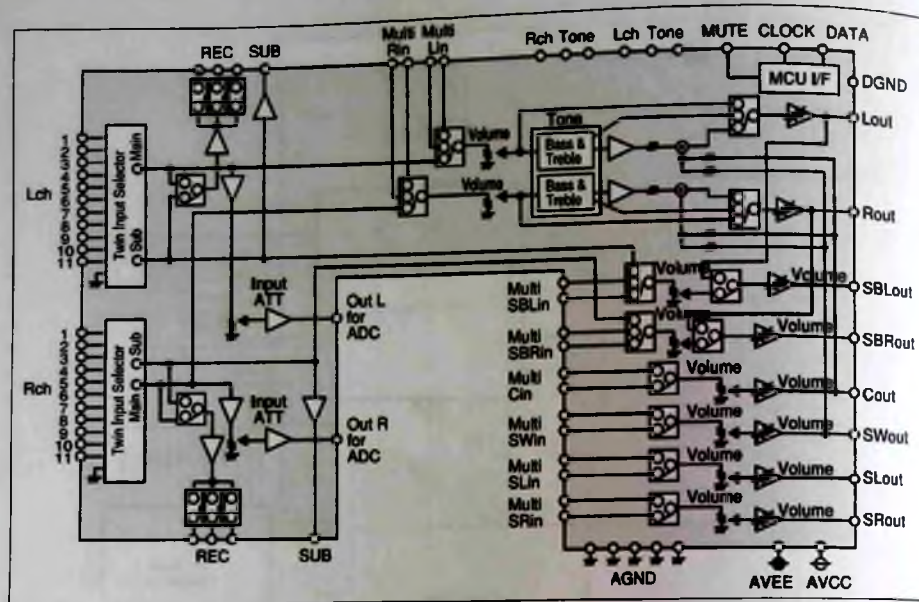 REC SUB
Multi Rin
Multi Lin
Rch Tone Lch Tone
MUTE CLOCK DATA
MCU I/F
DGND
Lout
Rout
SBLout
SBRout
Cout
SWout
SLout
SRout
Lch
1
2
3
4
5
6
7
8
9
10
11
Twin Input Selector
Main
Sub
Volume
Volume
Tone
Bass & Treble
Bass & Treble
Input ATT
Out L for ADC
Rch
1
2
3
4
5
6
7
8
9
10
11
Twin Input Selector
Sub
Main
Input ATT
Out R for ADC
REC SUB
Multi SBLin
Multi SBRin
Multi Cin
Multi SWin
Multi SLin
Multi SRin
Volume
Volume
Volume
Volume
Volume
Volume
Volume
Volume
Volume
Volume
Volume
Volume
AGND
AVEE AVCC